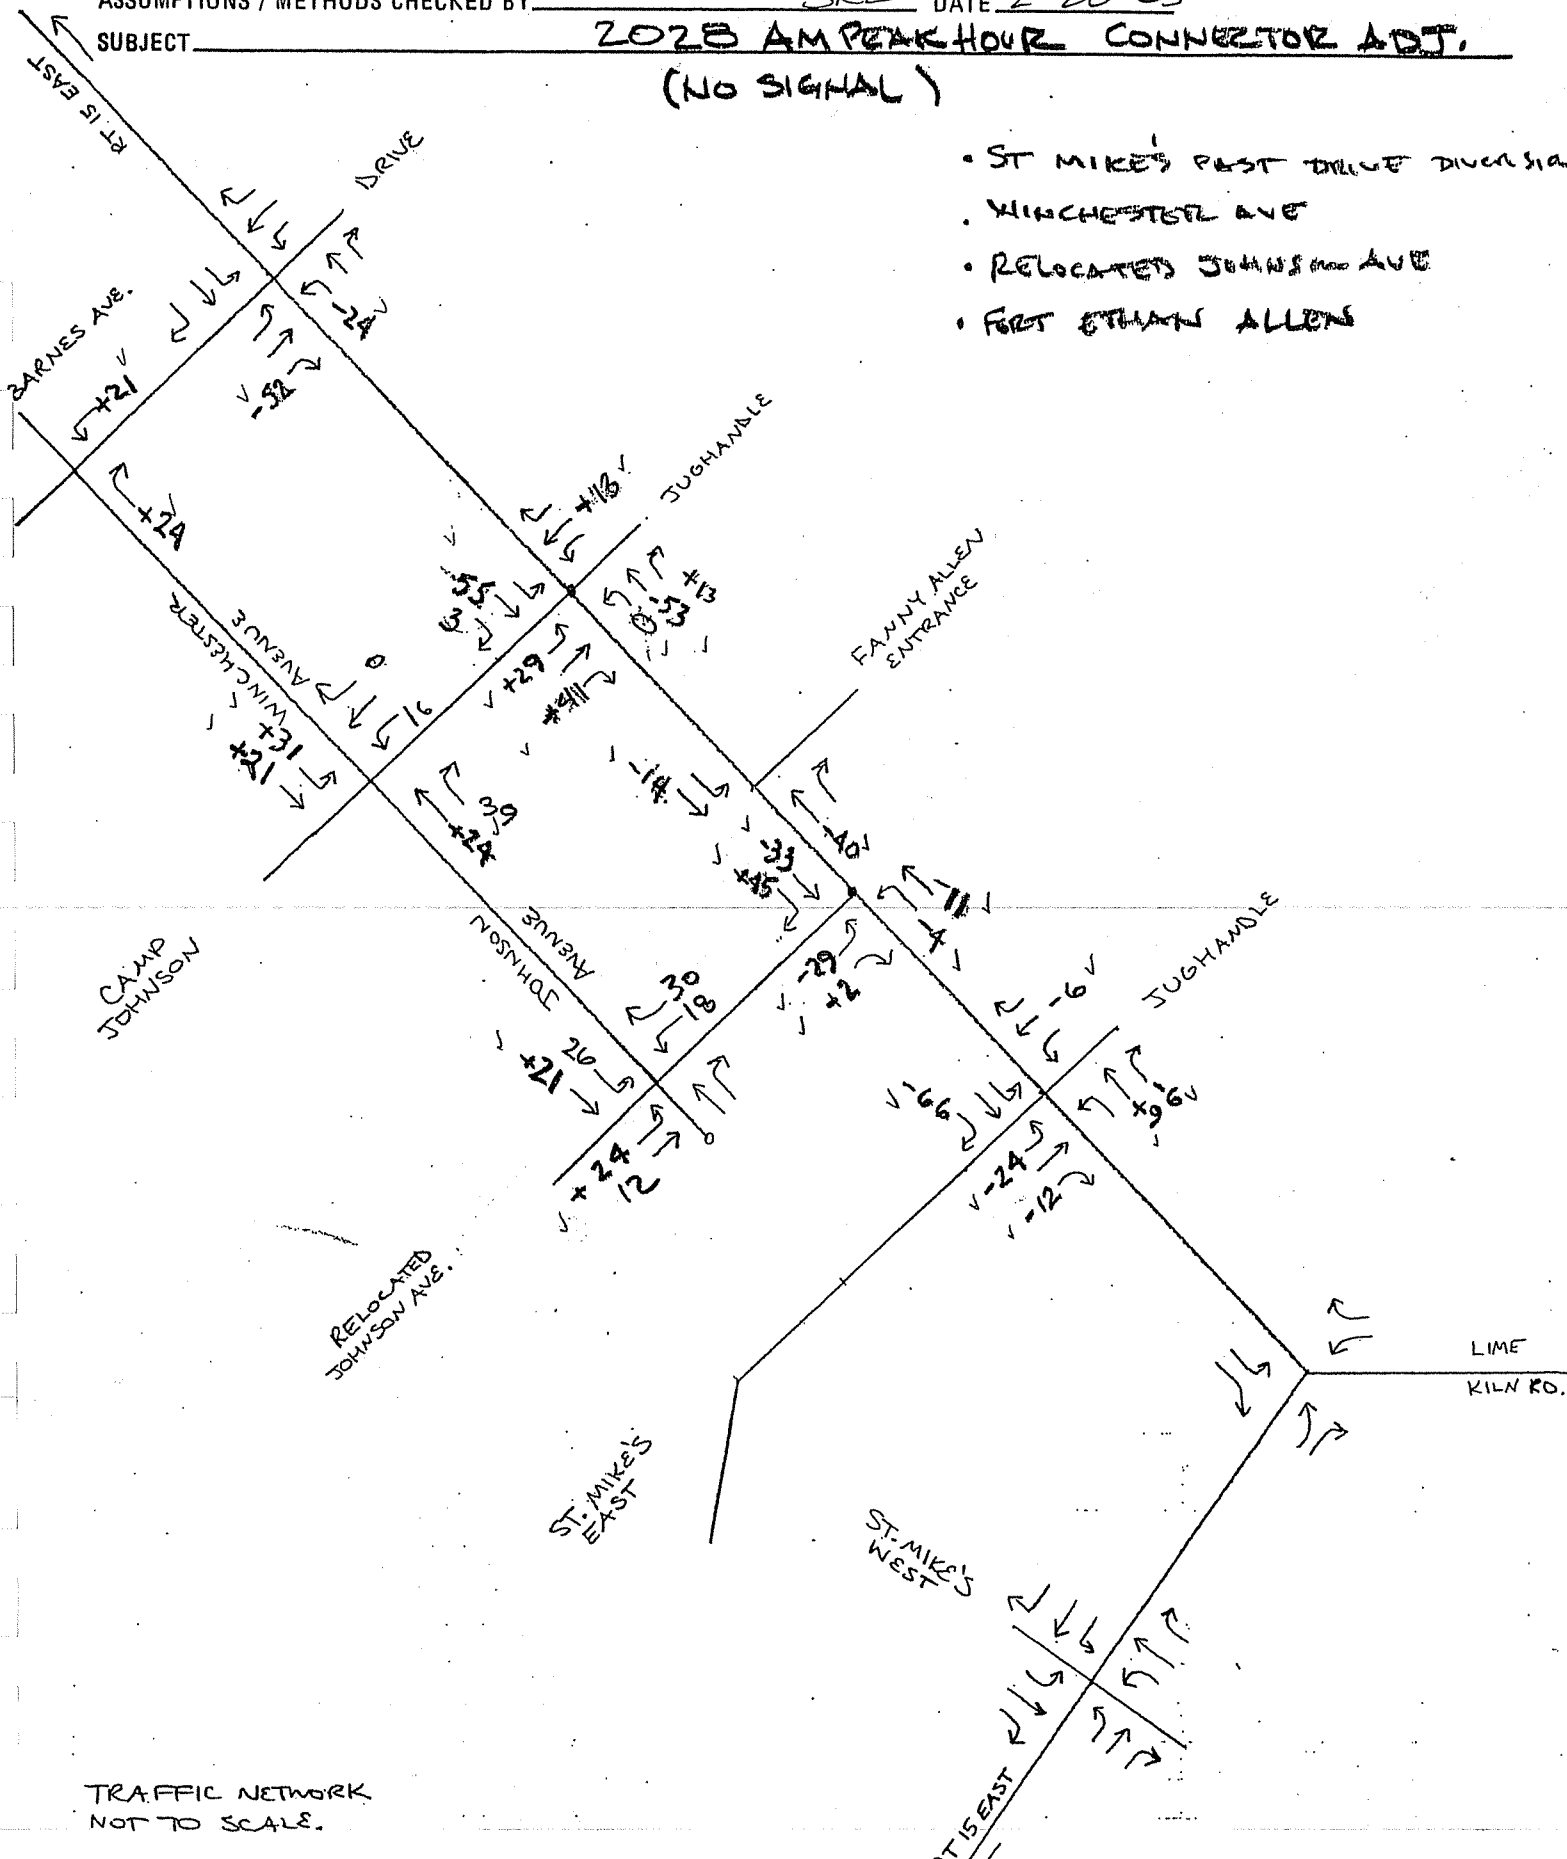 ASSUMPTIONS / METHODS CHECKED BY DATE
SUBJECT 2028 AM PEAK HOUR CONNECTOR ADJ.
(NO SIGNAL)
• ST MIKE'S EAST DRIVE
• WINCHESTER AVE
• RELOCATED JOHNSON AVE
• FORT ETHAN ALLEN
RT 15 EAST
DRIVE
-24
BARNES AVE.
+21
-52
+24
JUGHANDLE
+13
55
3
+13
-53
0
+29
WINCHESTER
AVENUE
0
16
+31
+21
39
+24
FANNY ALLEN
ENTRANCE
-14
-40
-33
+45
-11
-4
-29
+2
CAMP
JOHNSON
JOHNSON
AVENUE
30
18
26
+21
+24
12
JUGHANDLE
-6
-66
-6
+9
-24
-12
RELOCATED
JOHNSON AVE.
LIME
KILN RD.
ST. MIKE'S
EAST
ST. MIKE'S
WEST
RT 15 EAST
TRAFFIC NETWORK
NOT TO SCALE.